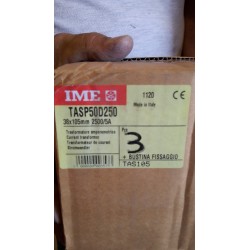 IME
1120
CE
Made in Italy
TASP50D250
30x105mm 2500/5A
Trasformatore amperometrico
Current transformer
Transformateur de courant
Pz
3
+ BUSTINA FISSAGGIO
TAS105